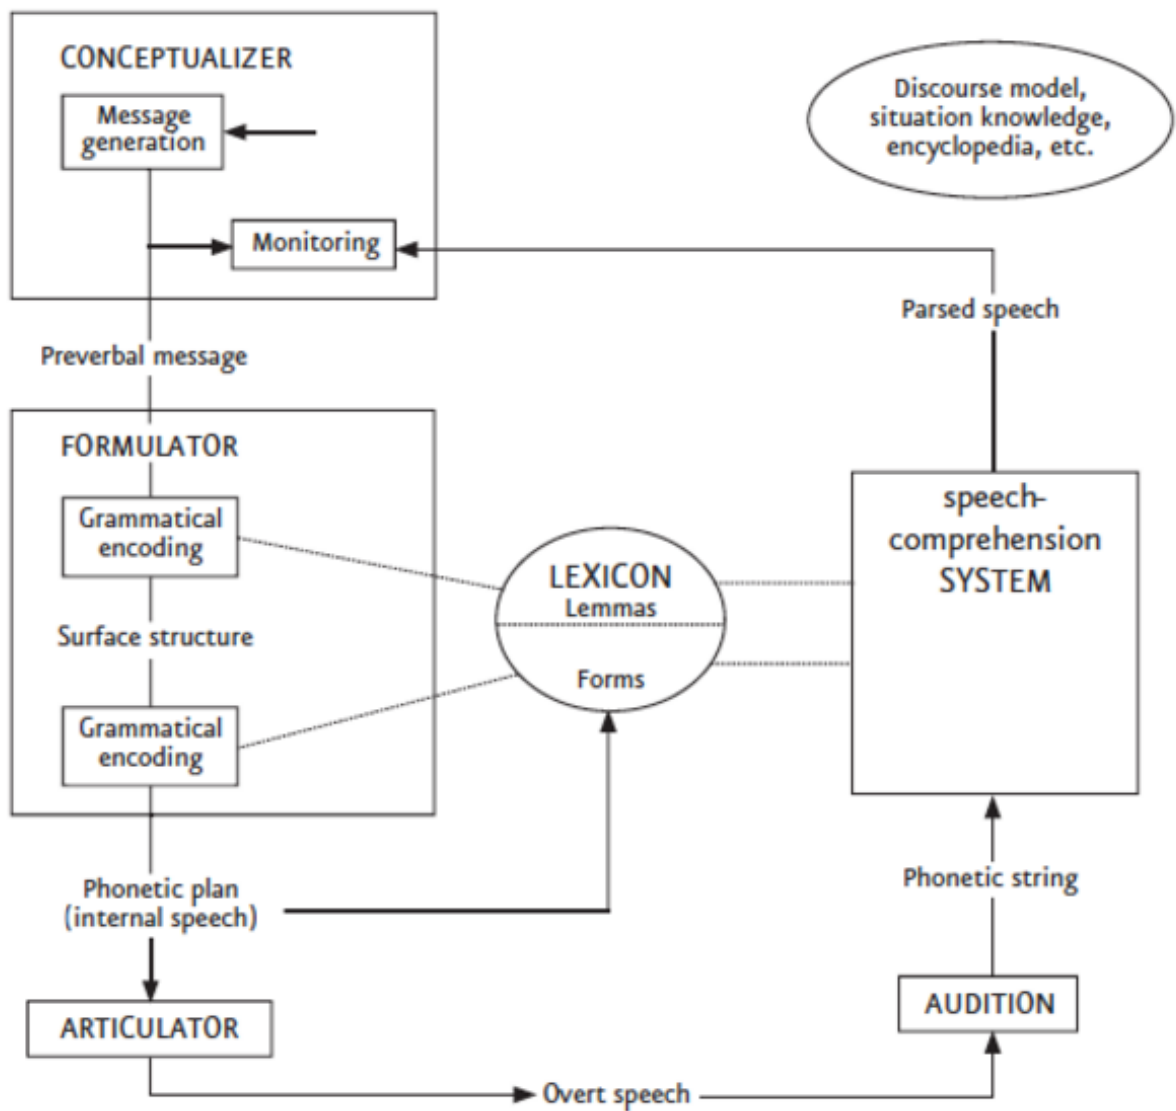 CONCEPTUALIZER
Message
generation
Monitoring
Discourse model,
situation knowledge,
encyclopedia, etc.
Parsed speech
Preverbal message
FORMULATOR
Grammatical
encoding
Surface structure
Grammatical
encoding
LEXICON
Lemmas
Forms
speech-
comprehension
SYSTEM
Phonetic plan
(internal speech)
Phonetic string
ARTICULATOR
AUDITION
Overt speech